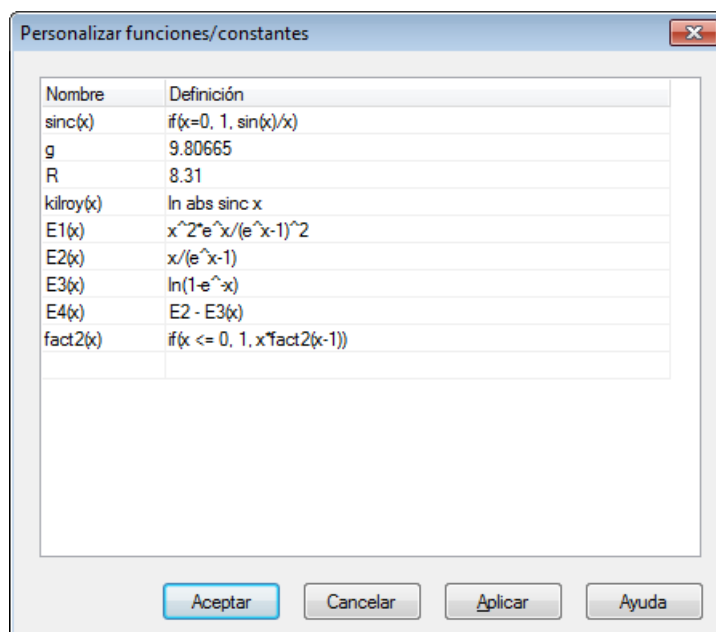 Personalizar funciones/constantes
Nombre Definición
sinc(x) if(x=0, 1, sin(x)/x)
g 9.80665
R 8.31
kilroy(x) ln abs sinc x
E1(x) x^2*e^x/(e^x-1)^2
E2(x) x/(e^x-1)
E3(x) ln(1-e^-x)
E4(x) E2 - E3(x)
fact2(x) if(x <= 0, 1, x*fact2(x-1))
Aceptar Cancelar Aplicar Ayuda